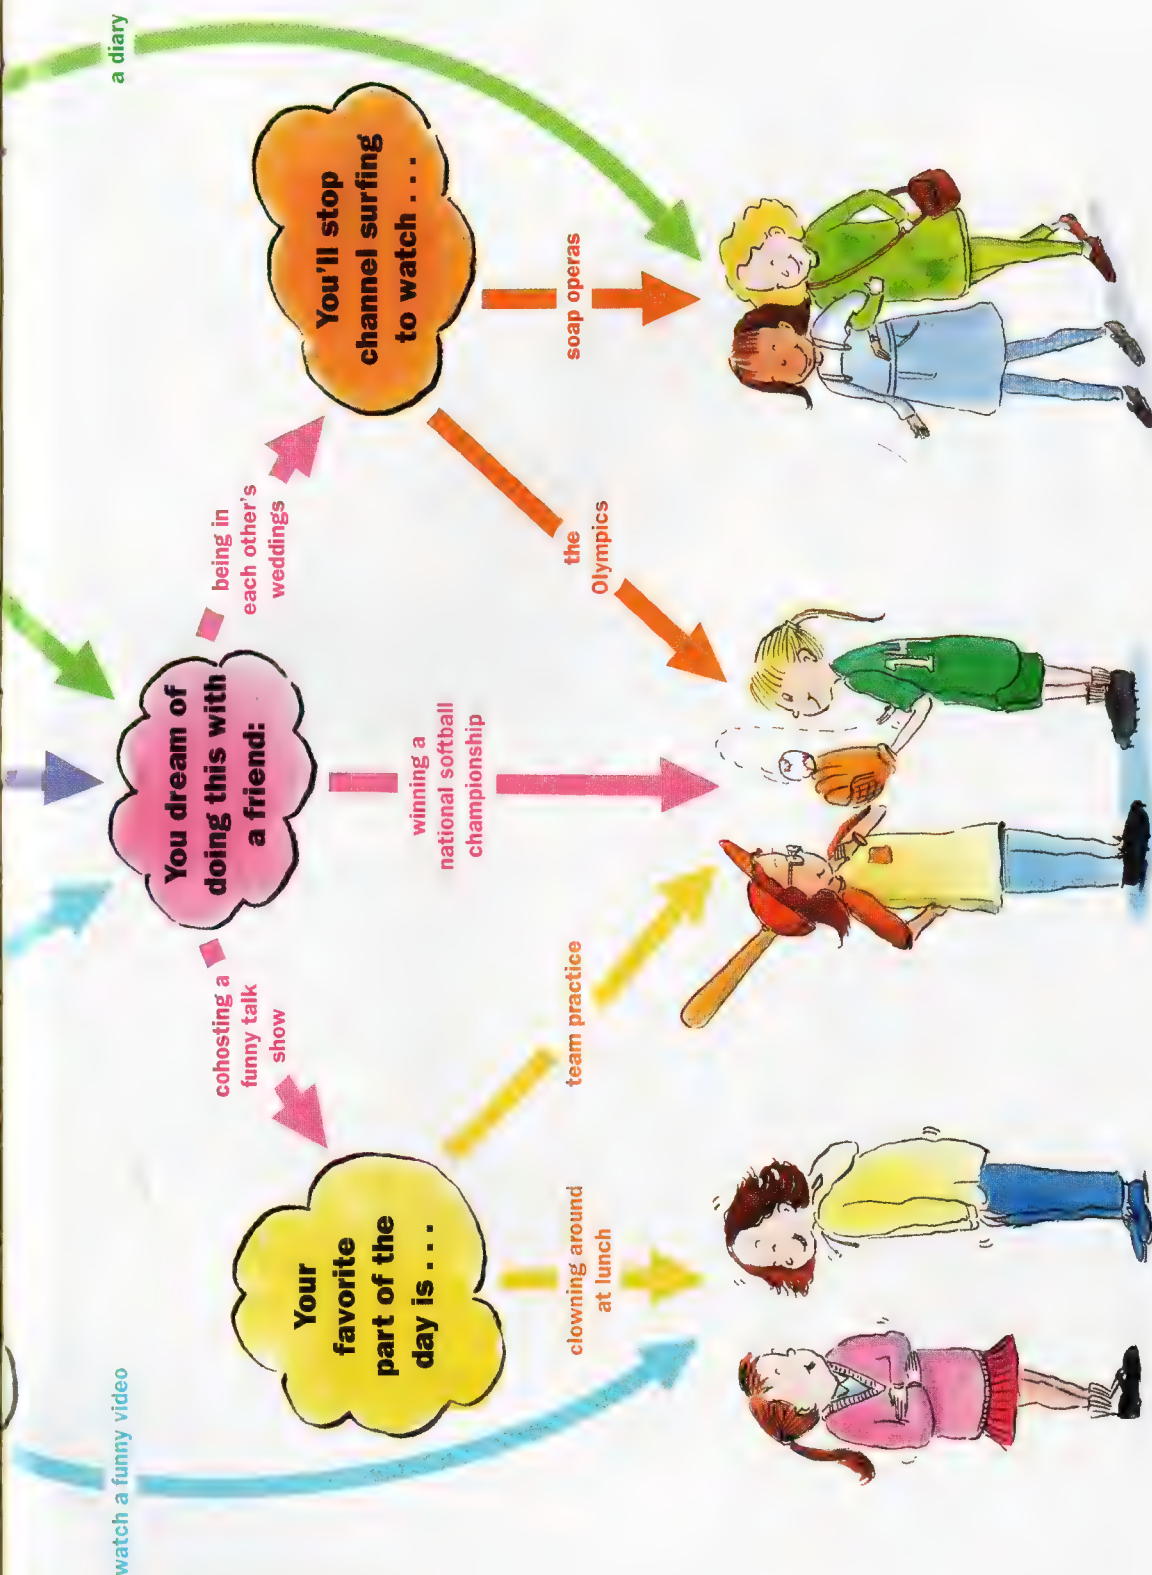 watch a funny video
a diary
You dream of
doing this with
a friend:
cohosting a
funny talk
show
being in
each other's
weddings
winning a
national softball
championship
Your
favorite
part of the
day is . . .
You'll stop
channel surfing
to watch . . .
clowning around
at lunch
team practice
the
Olympics
soap operas